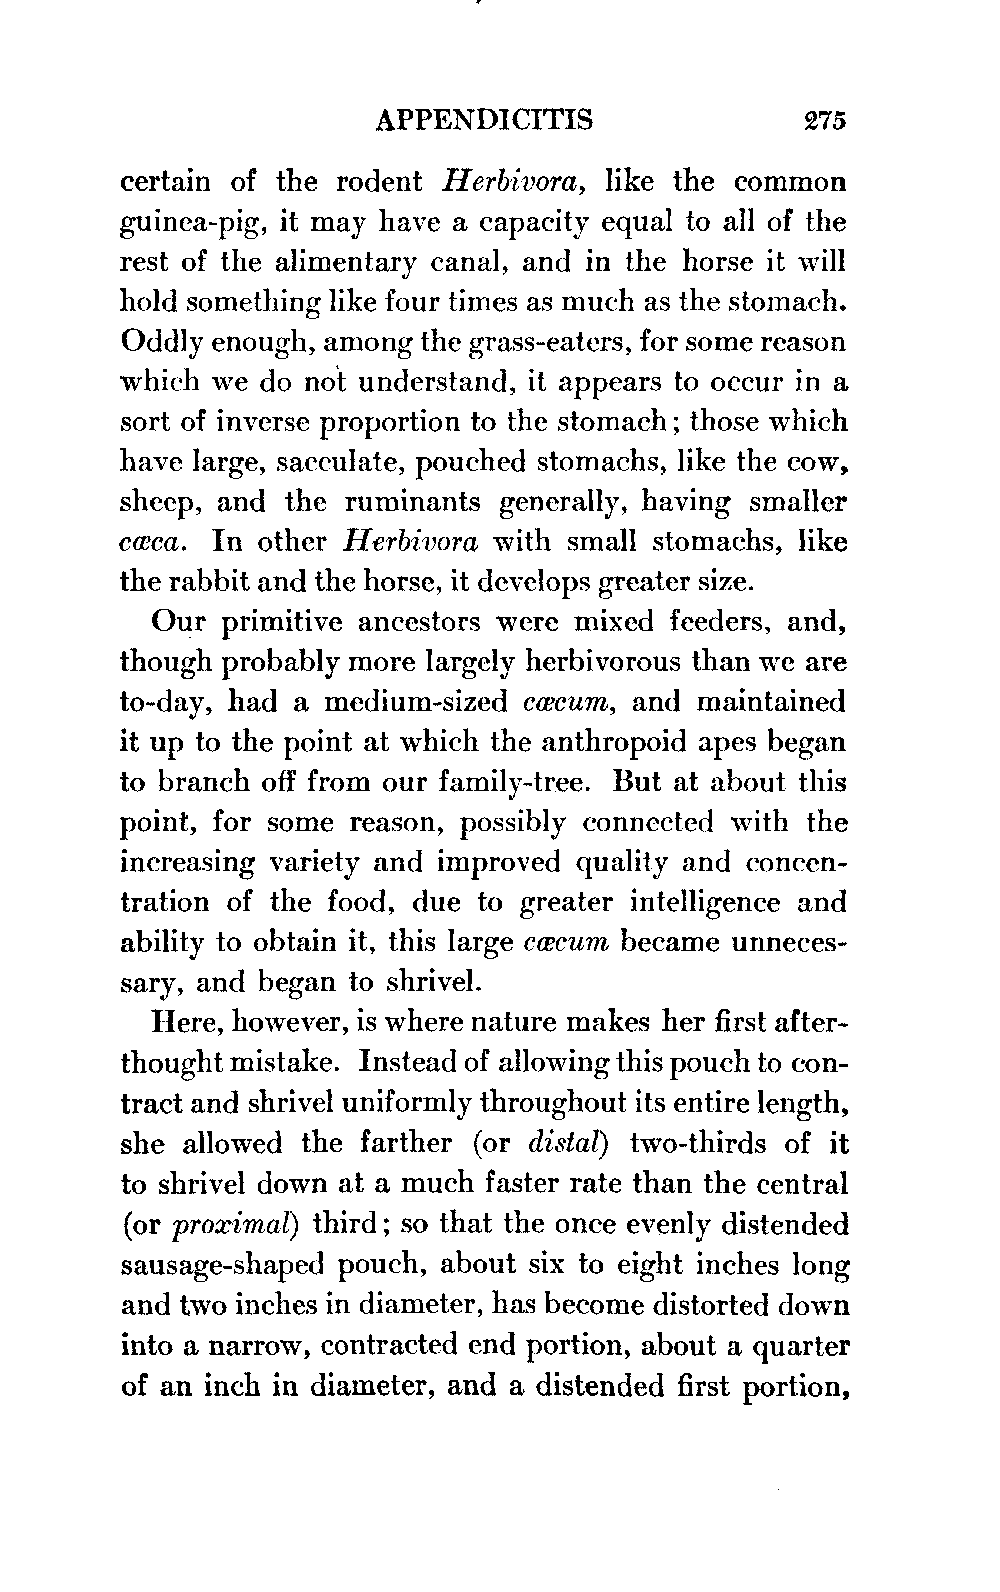 APPENDICITIS 275
certain of the rodent Herbivora, like the common
guinea-pig, it may have a capacity equal to all of the
rest of the alimentary canal, and in the horse it will
hold something like four times as much as the stomach.
Oddly enough, among the grass-eaters, for some reason
which we do not understand, it appears to occur in a
sort of inverse proportion to the stomach; those which
have large, sacculate, pouched stomachs, like the cow,
sheep, and the ruminants generally, having smaller
cæca. In other Herbivora with small stomachs, like
the rabbit and the horse, it develops greater size.
Our primitive ancestors were mixed feeders, and,
though probably more largely herbivorous than we are
to-day, had a medium-sized cæcum, and maintained
it up to the point at which the anthropoid apes began
to branch off from our family-tree. But at about this
point, for some reason, possibly connected with the
increasing variety and improved quality and concen-
tration of the food, due to greater intelligence and
ability to obtain it, this large cæcum became unneces-
sary, and began to shrivel.
Here, however, is where nature makes her first after-
thought mistake. Instead of allowing this pouch to con-
tract and shrivel uniformly throughout its entire length,
she allowed the farther (or distal) two-thirds of it
to shrivel down at a much faster rate than the central
(or proximal) third; so that the once evenly distended
sausage-shaped pouch, about six to eight inches long
and two inches in diameter, has become distorted down
into a narrow, contracted end portion, about a quarter
of an inch in diameter, and a distended first portion,